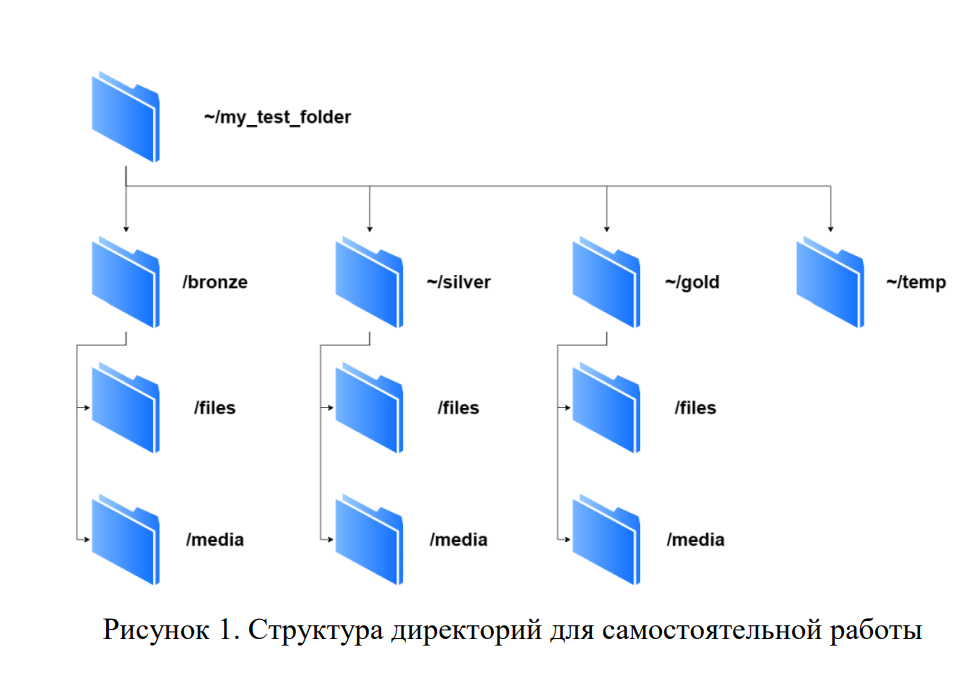 ~/my_test_folder
/bronze
~/silver
~/gold
~/temp
/files
/files
/files
/media
/media
/media
Рисунок 1. Структура директорий для самостоятельной работы